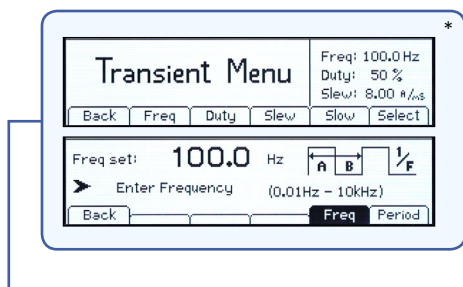 *
Transient Menu
Freq: 100.0 Hz
Duty: 50 %
Slew: 8.00 A/ms
Back Freq Duty Slew Slow Select
Freq set: 100.0 Hz
A B 1/F
➤ Enter Frequency (0.01Hz – 10kHz)
Back Freq Period